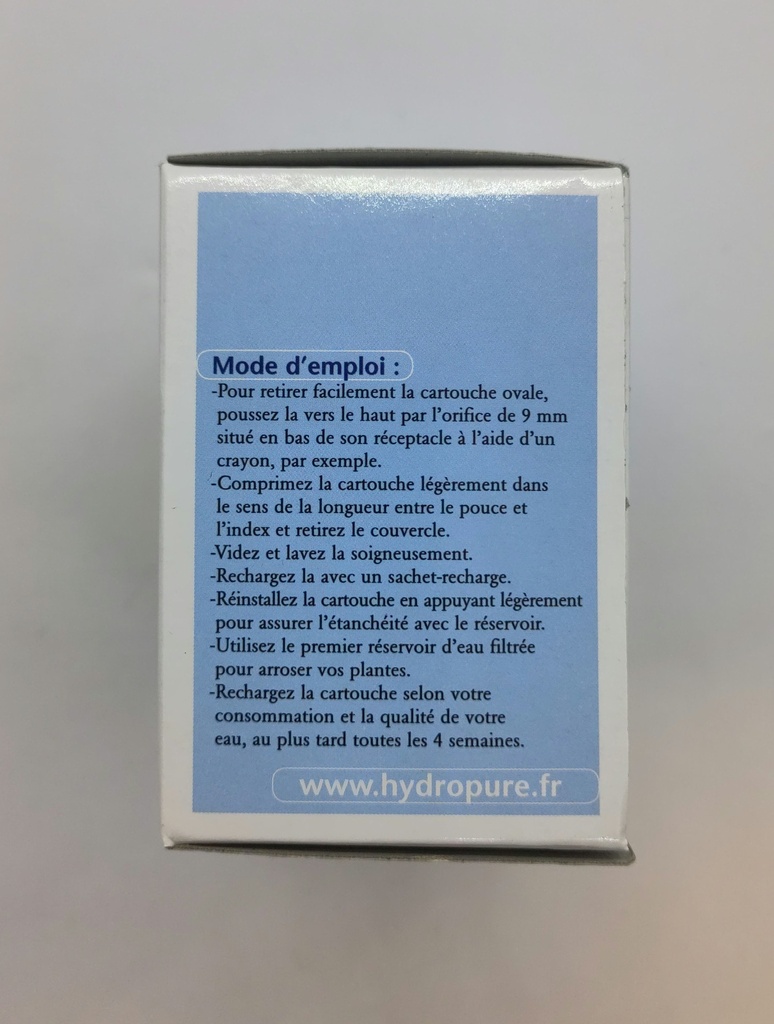 Mode d'emploi :
-Pour retirer facilement la cartouche ovale,
poussez la vers le haut par l'orifice de 9 mm
situé en bas de son réceptacle à l'aide d'un
crayon, par exemple.
-Comprimez la cartouche légèrement dans
le sens de la longueur entre le pouce et
l'index et retirez le couvercle.
-Videz et lavez la soigneusement.
-Rechargez la avec un sachet-recharge.
-Réinstallez la cartouche en appuyant légèrement
pour assurer l'étanchéité avec le réservoir.
-Utilisez le premier réservoir d'eau filtrée
pour arroser vos plantes.
-Rechargez la cartouche selon votre
consommation et la qualité de votre
eau, au plus tard toutes les 4 semaines.
www.hydropure.fr